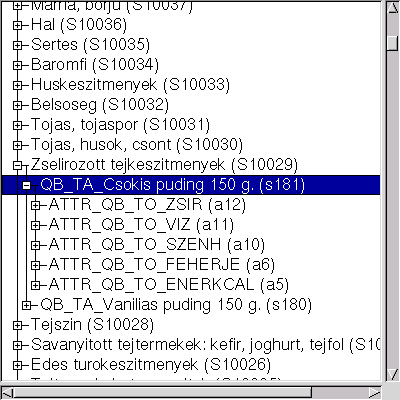 Marha, borju (S10037)
Hal (S10036)
Sertes (S10035)
Baromfi (S10034)
Huskeszitmenyek (S10033)
Belsoseg (S10032)
Tojas, tojaspor (S10031)
Tojas, husok, csont (S10030)
Zselirozott tejkeszitmenyek (S10029)
QB_TA_Csokis puding 150 g. (s181)
ATTR_QB_TO_ZSIR (a12)
ATTR_QB_TO_VIZ (a11)
ATTR_QB_TO_SZENH (a10)
ATTR_QB_TO_FEHERJE (a6)
ATTR_QB_TO_ENERKCAL (a5)
QB_TA_Vanilias puding 150 g. (s180)
Tejszin (S10028)
Savanyitott tejtermekek: kefir, joghurt, tejfol (S10
Edes turokeszitmenyek (S10026)